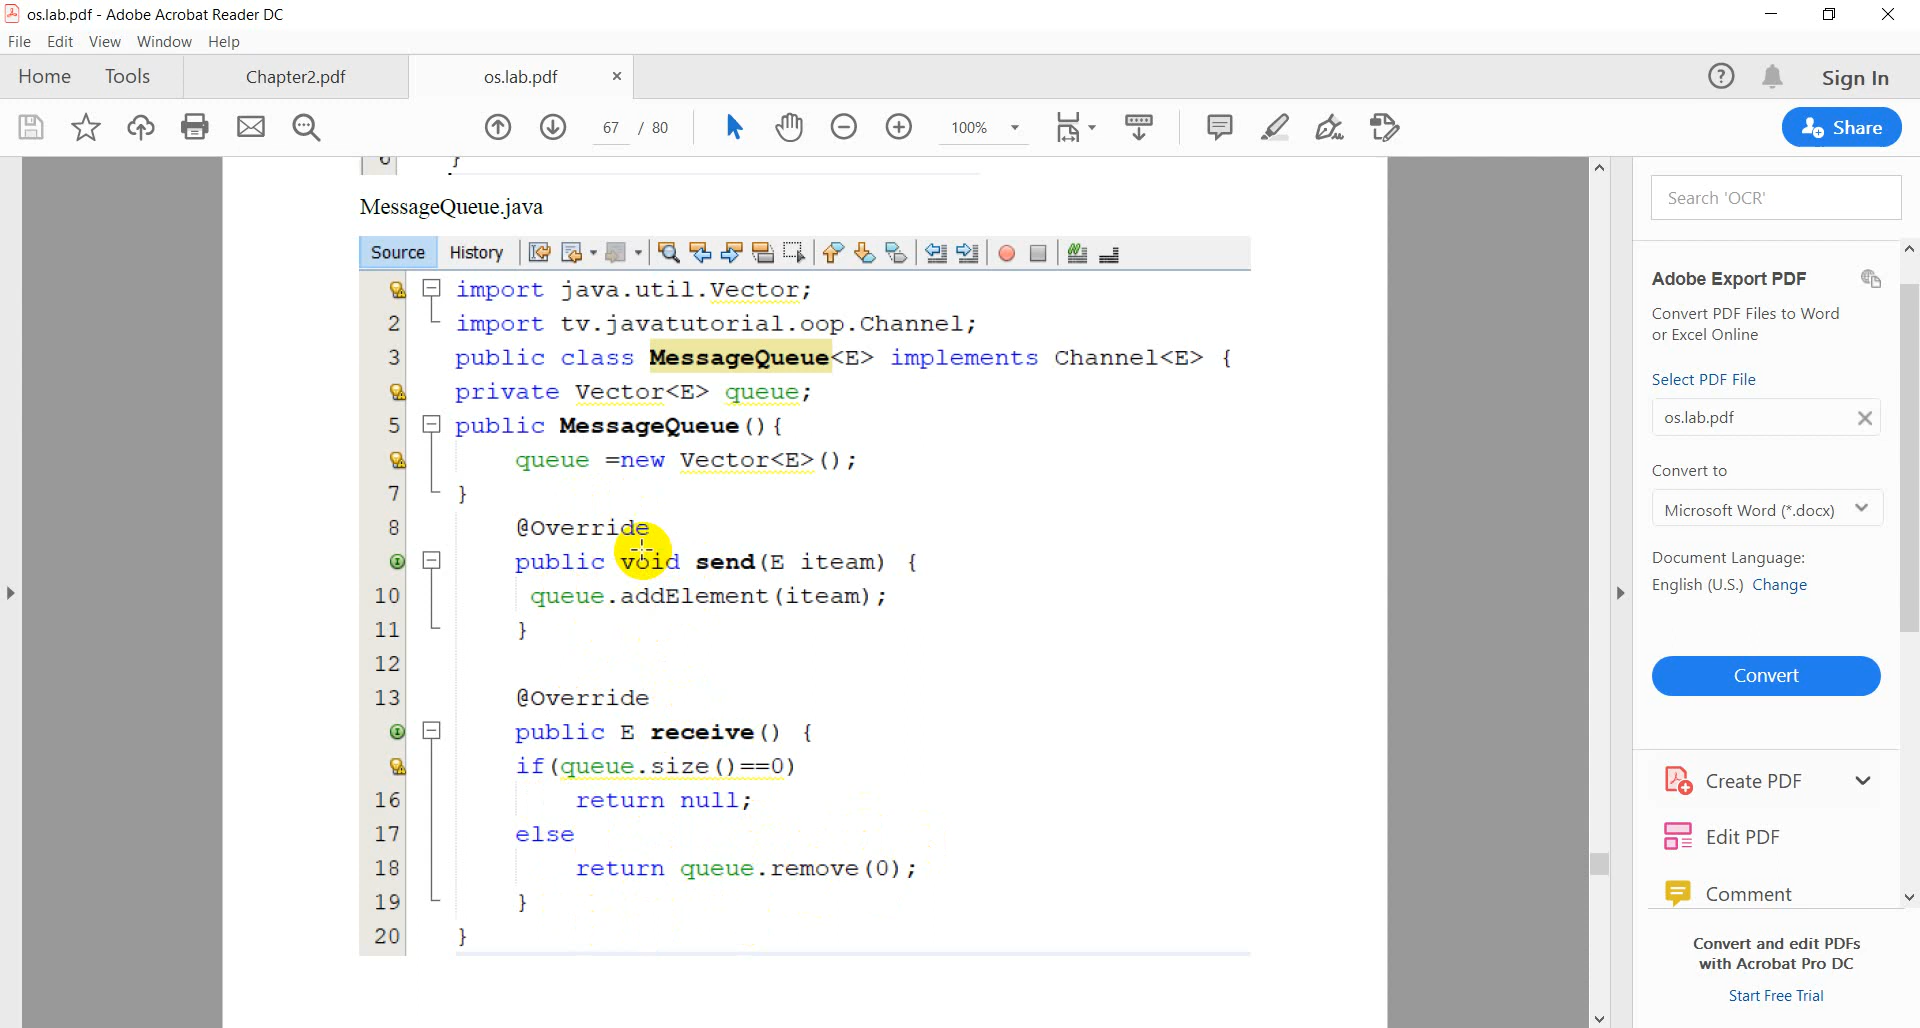 os.lab.pdf - Adobe Acrobat Reader DC
File Edit View Window Help
Home Tools Chapter2.pdf os.lab.pdf × Sign In
67 / 80 100% Share
6 }
MessageQueue.java
Source History
import java.util.Vector;
2 import tv.javatutorial.oop.Channel;
3 public class MessageQueue<E> implements Channel<E> {
private Vector<E> queue;
5 public MessageQueue(){
queue =new Vector<E>();
7 }
8 @Override
public void send(E iteam) {
10 queue.addElement(iteam);
11 }
12
13 @Override
public E receive() {
if(queue.size()==0)
16 return null;
17 else
18 return queue.remove(0);
19 }
20 }
Search 'OCR'
Adobe Export PDF
Convert PDF Files to Word
or Excel Online
Select PDF File
os.lab.pdf
Convert to
Microsoft Word (*.docx)
Document Language:
English (U.S.) Change
Convert
Create PDF
Edit PDF
Comment
Convert and edit PDFs
with Acrobat Pro DC
Start Free Trial